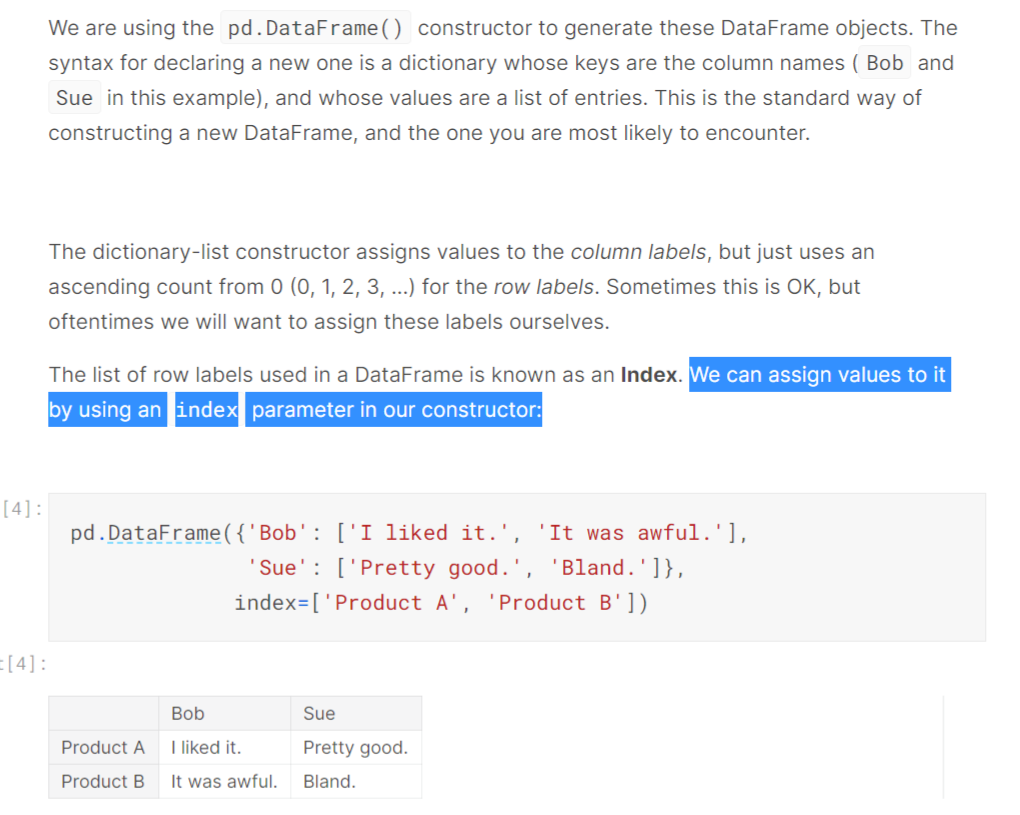 We are using the pd.DataFrame() constructor to generate these DataFrame objects. The
syntax for declaring a new one is a dictionary whose keys are the column names ( Bob and
Sue in this example), and whose values are a list of entries. This is the standard way of
constructing a new DataFrame, and the one you are most likely to encounter.
The dictionary-list constructor assigns values to the column labels, but just uses an
ascending count from 0 (0, 1, 2, 3, ...) for the row labels. Sometimes this is OK, but
oftentimes we will want to assign these labels ourselves.
The list of row labels used in a DataFrame is known as an Index. We can assign values to it
by using an index parameter in our constructor:
[4]:
pd.DataFrame({'Bob': ['I liked it.', 'It was awful.'],
'Sue': ['Pretty good.', 'Bland.']},
index=['Product A', 'Product B'])
:[4]:
Bob Sue
Product A I liked it. Pretty good.
Product B It was awful. Bland.